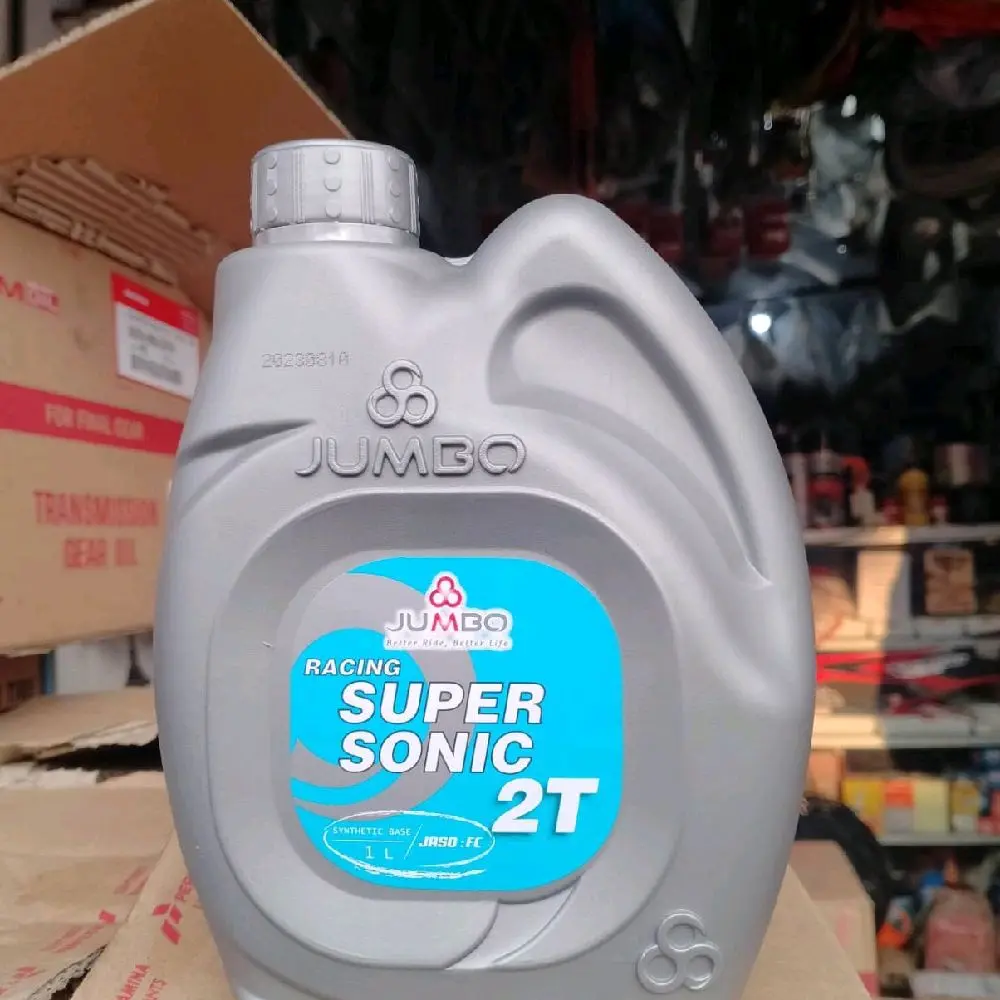 2023081A
JUMBO
JUMBO
Better Ride, Better Life
RACING
SUPER
SONIC
2T
SYNTHETIC BASE
1 L
JASO : FC
FOR FINAL GEAR
TRANSMISSION
GEAR OIL